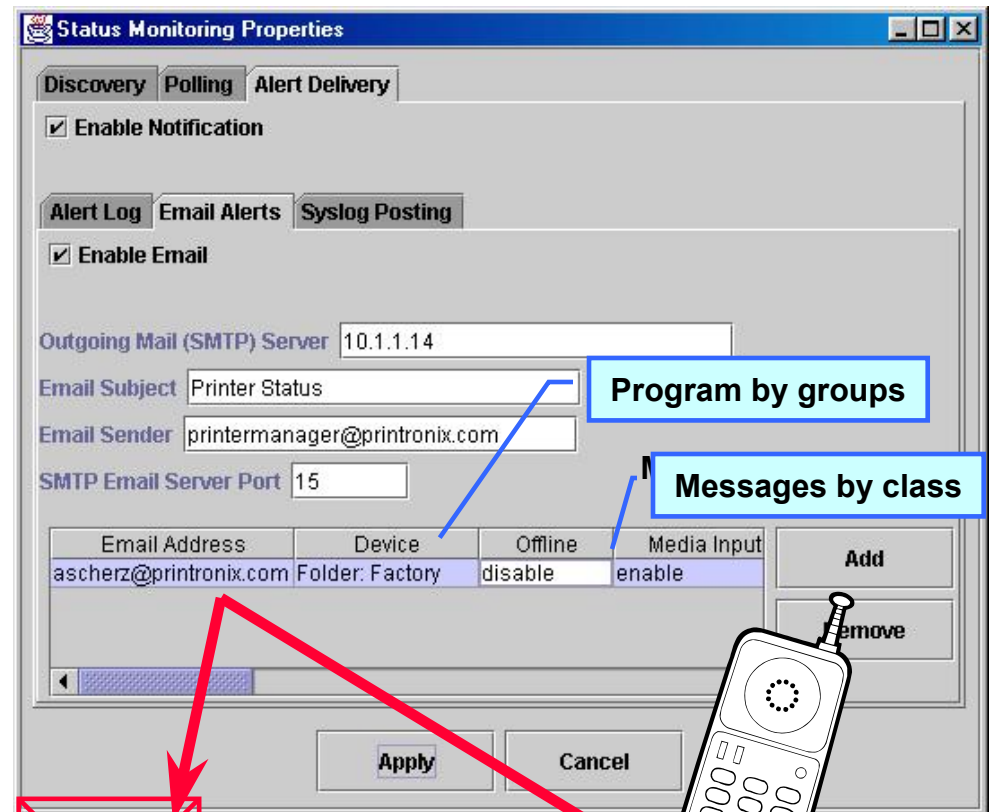 Status Monitoring Properties
Discovery Polling Alert Delivery
Enable Notification
Alert Log Email Alerts Syslog Posting
Enable Email
Outgoing Mail (SMTP) Server 10.1.1.14
Email Subject Printer Status
Program by groups
Email Sender printermanager@printronix.com
SMTP Email Server Port 15
Messages by class
Email Address Device Offline Media Input
ascherz@printronix.com Folder: Factory disable enable
Add
emove
Apply Cancel